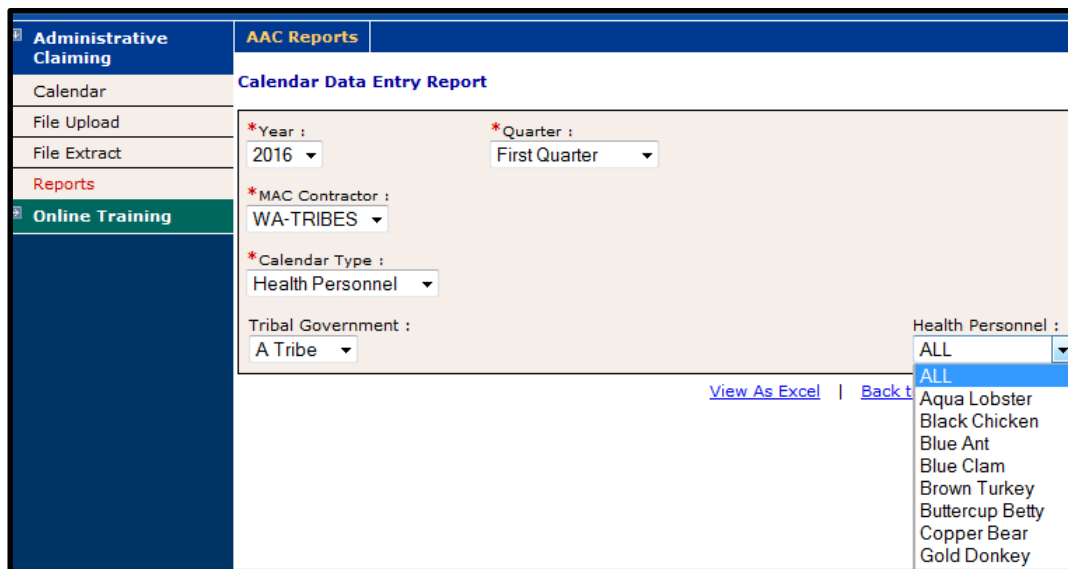 Administrative
Claiming
Calendar
File Upload
File Extract
Reports
Online Training
AAC Reports
Calendar Data Entry Report
*Year : *Quarter :
2016 First Quarter
*MAC Contractor :
WA-TRIBES
*Calendar Type :
Health Personnel
Tribal Government : Health Personnel :
A Tribe ALL
View As Excel | Back t
ALL
Aqua Lobster
Black Chicken
Blue Ant
Blue Clam
Brown Turkey
Buttercup Betty
Copper Bear
Gold Donkey